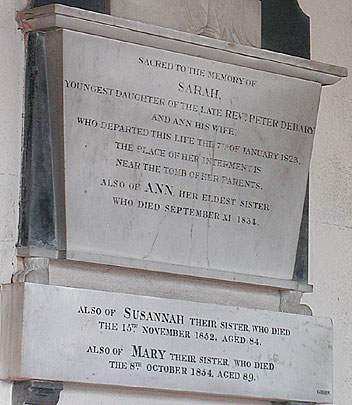 SACRED TO THE MEMORY OF
SARAH,
YOUNGEST DAUGHTER OF THE LATE REVD. PETER DEBARY
AND ANN HIS WIFE:
WHO DEPARTED THIS LIFE THE 7TH OF JANUARY 1823.
THE PLACE OF HER INTERMENT IS
NEAR THE TOMB OF HER PARENTS.
ALSO OF ANN, HER ELDEST SISTER
WHO DIED SEPTEMBER XI 1834.
ALSO OF SUSANNAH THEIR SISTER, WHO DIED
THE 15TH NOVEMBER 1852, AGED 84.
ALSO OF MARY THEIR SISTER, WHO DIED
THE 8TH OCTOBER 1854, AGED 89.